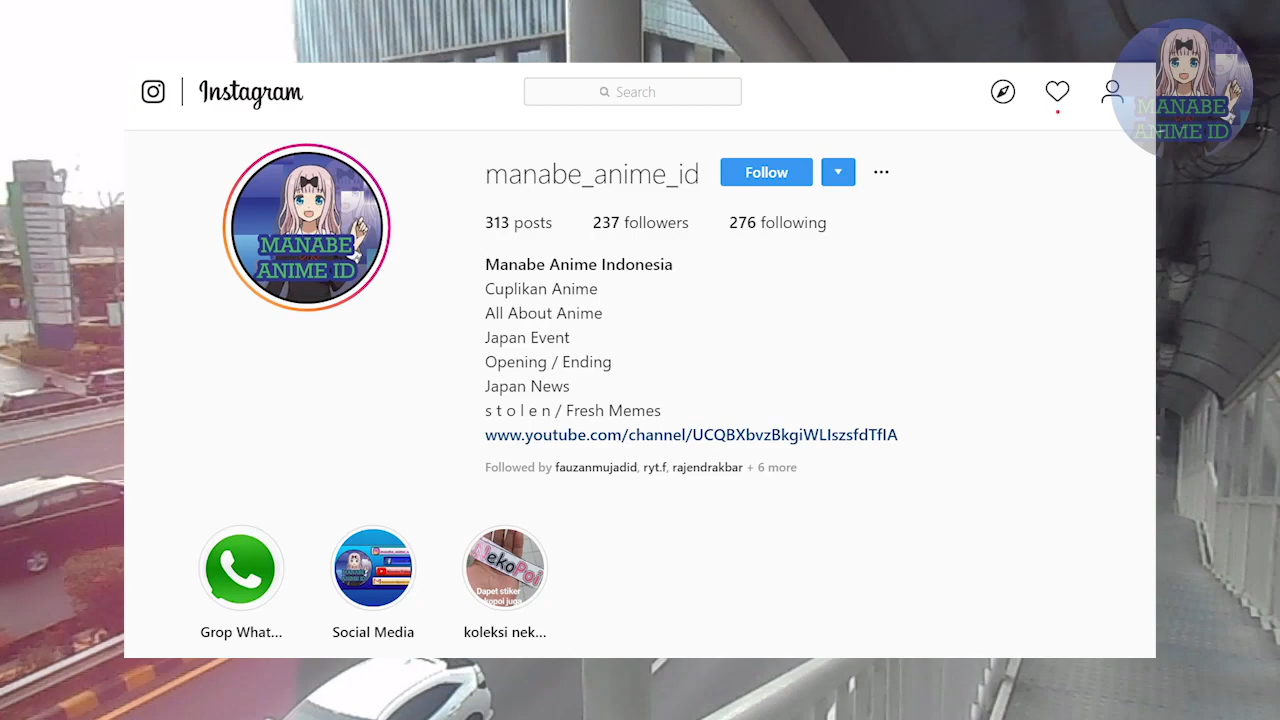 Instagram
Search
MANABE
ANIME ID
manabe_anime_id
Follow
313 posts
237 followers
276 following
MANABE
ANIME ID
Manabe Anime Indonesia
Cuplikan Anime
All About Anime
Japan Event
Opening / Ending
Japan News
s t o l e n / Fresh Memes
www.youtube.com/channel/UCQBXbvzBkgiWLIszsfdTfIA
Followed by fauzanmujadid, ryt.f, rajendrakbar + 6 more
NekoPoi
Dapet stiker
Grop What...
Social Media
koleksi nek...